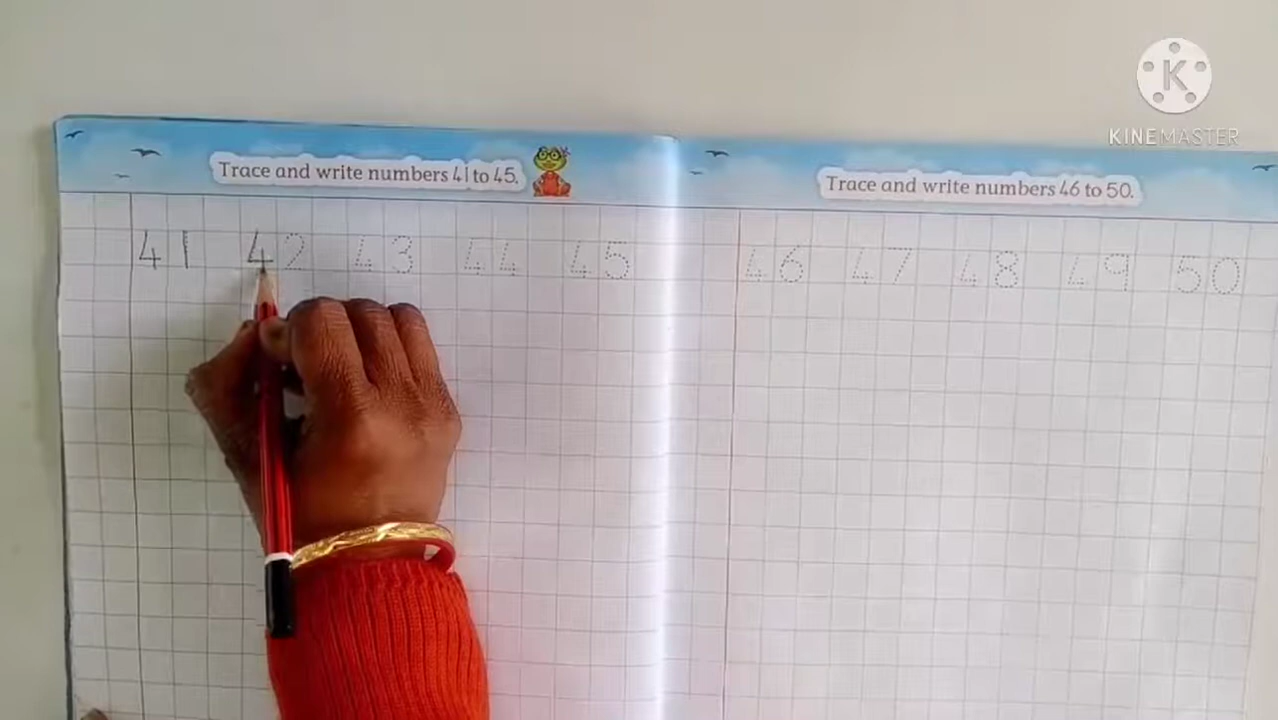 K
KINEMASTER
Trace and write numbers 41 to 45.
41 42 43 44 45
Trace and write numbers 46 to 50.
46 47 48 49 50